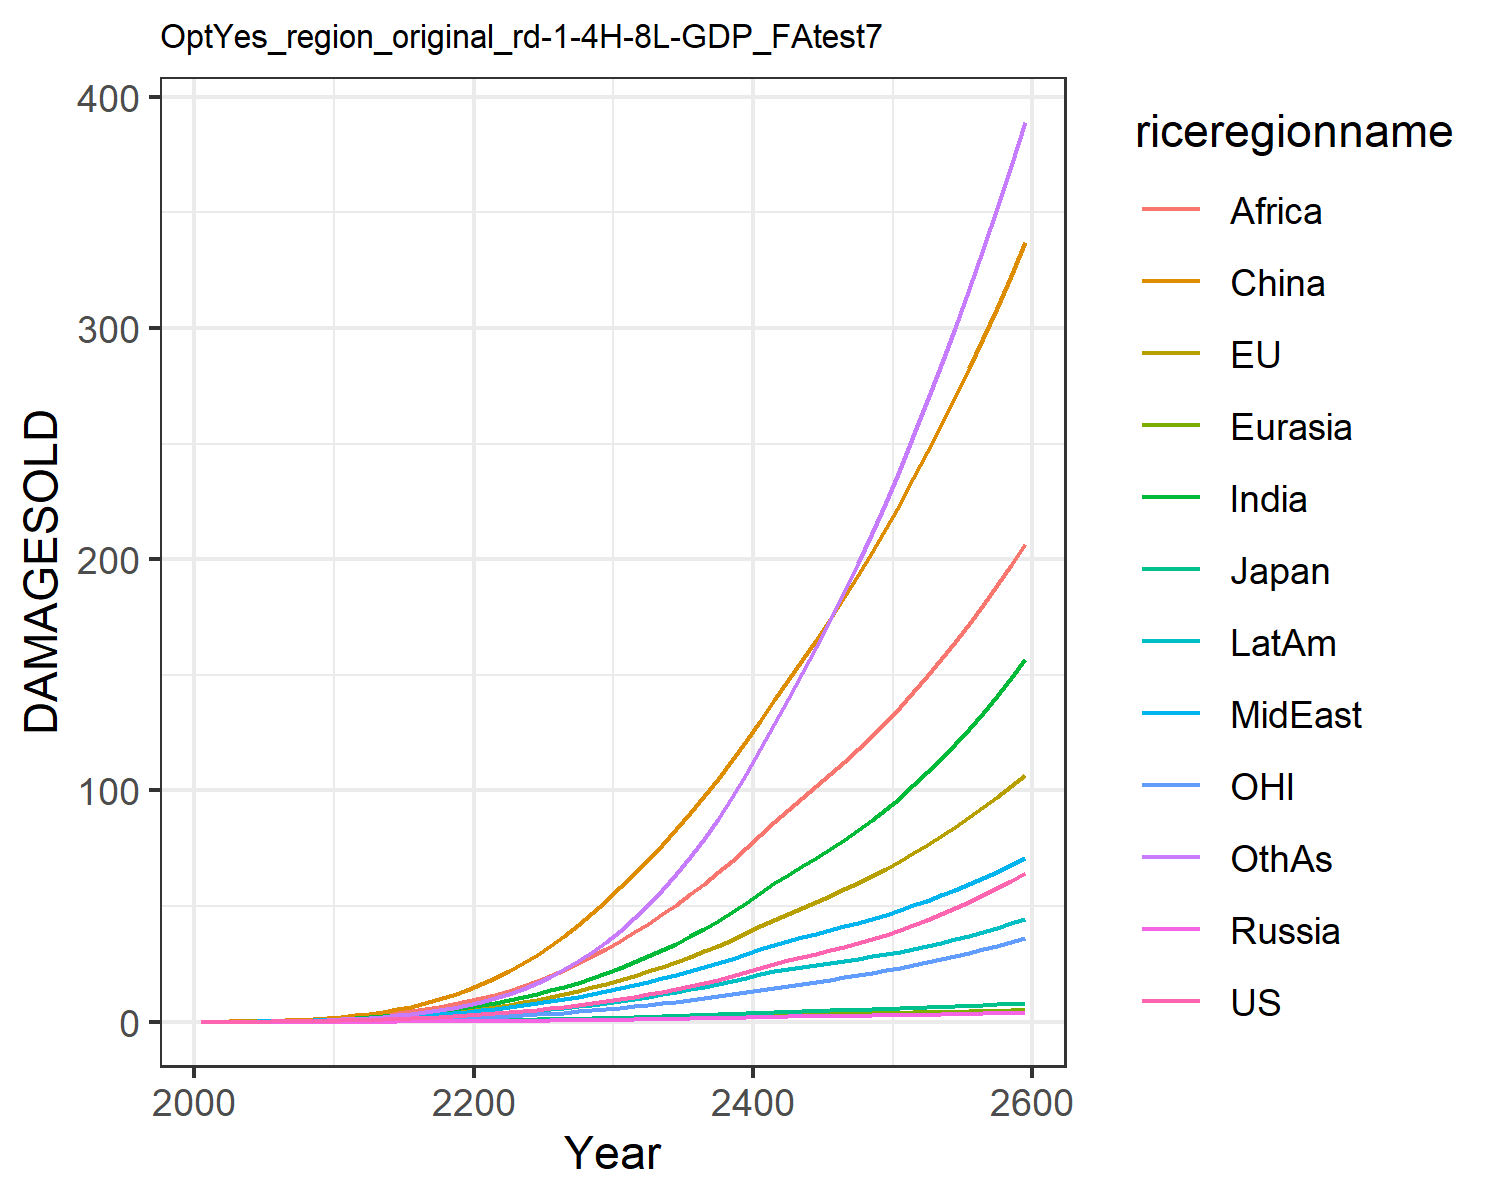 OptYes_region_original_rd-1-4H-8L-GDP_FAtest7
400
300
200
100
0
DAMAGESOLD
2000 2200 2400 2600
Year
riceregionname
Africa
China
EU
Eurasia
India
Japan
LatAm
MidEast
OHI
OthAs
Russia
US